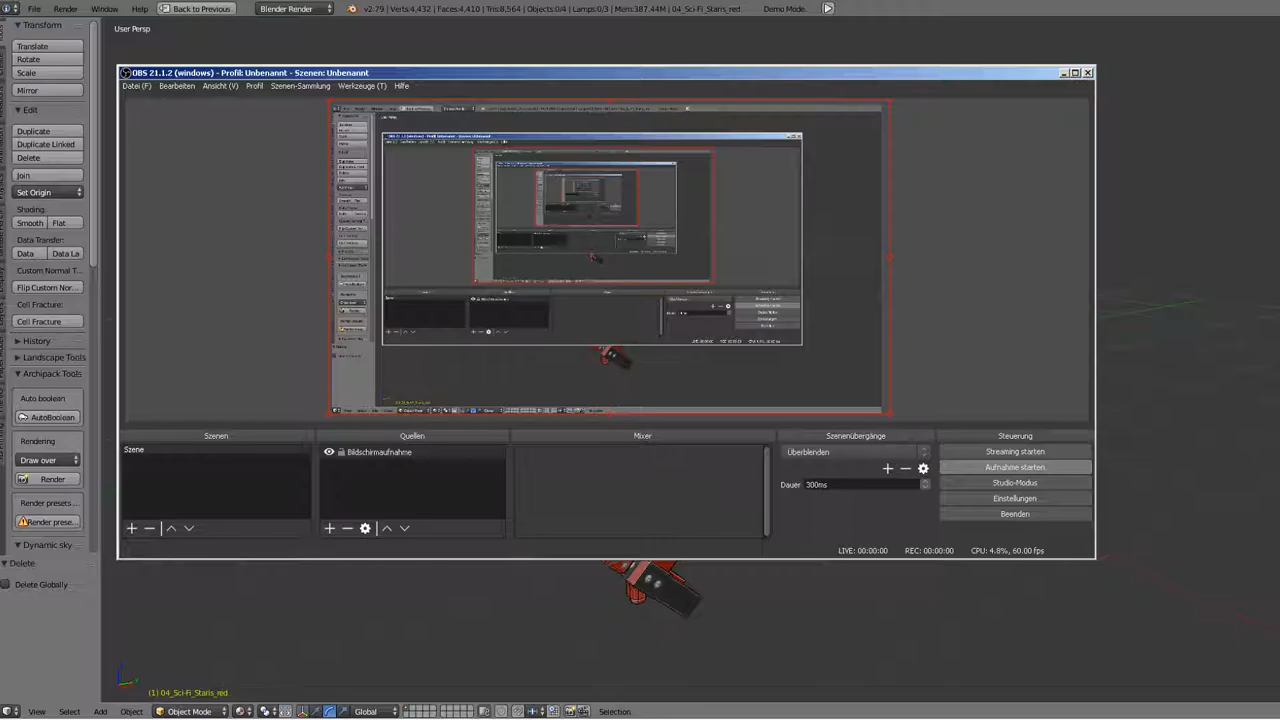 File Render Window Help Back to Previous Blender Render v2.79 | Verts:4,432 | Faces:4,410 | Tris:8,564 | Objects:0/4 | Lamps:0/3 | Mem:387.44M | 04_Sci-Fi_Stairs_red Demo Mode.
Transform
User Persp
Translate
Rotate
Scale
Mirror
Edit
Duplicate
Duplicate Linked
Delete
Join
Set Origin
Shading:
Smooth Flat
Data Transfer:
Data Data La
Custom Normal T...
Flip Custom Nor...
Cell Fracture:
Cell Fracture
History
Landscape Tools
Archipack Tools
Auto boolean
AutoBoolean
Rendering
Draw over
Render
Render presets...
Render prese...
Dynamic sky
Delete
Delete Globally
OBS 21.1.2 (windows) - Profil: Unbenannt - Szenen: Unbenannt
Datei (F) Bearbeiten Ansicht (V) Profil Szenen-Sammlung Werkzeuge (T) Hilfe
Szenen Quellen Mixer Szenenübergänge Steuerung
Szene Bildschirmaufnahme Überblenden Streaming starten
Aufnahme starten
Dauer 300ms Studio-Modus
Einstellungen
Beenden
LIVE: 00:00:00 REC: 00:00:00 CPU: 4.8%, 60.00 fps
(1) 04_Sci-Fi_Stairs_red
View Select Add Object Object Mode Global Selection